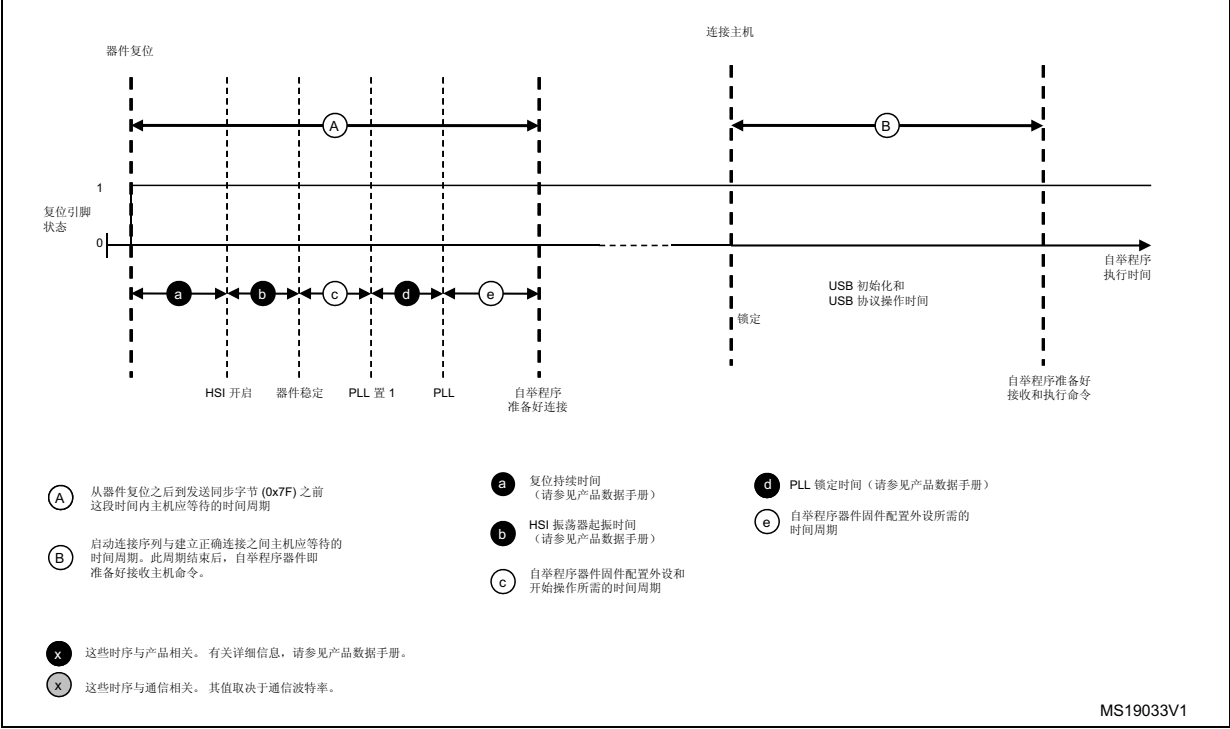 器件复位
连接主机
A
B
1
复位引脚
状态
0
自举程序
执行时间
a
b
c
d
e
USB 初始化和
USB 协议操作时间
锁定
HSI 开启
器件稳定
PLL 置 1
PLL
自举程序
准备好连接
自举程序准备好
接收和执行命令
A
从器件复位之后到发送同步字节 (0x7F) 之前
这段时间内主机应等待的时间周期
B
启动连接序列与建立正确连接之间主机应等待的
时间周期。此周期结束后，自举程序器件即
准备好接收主机命令。
a
复位持续时间
（请参见产品数据手册）
b
HSI 振荡器起振时间
（请参见产品数据手册）
c
自举程序器件固件配置外设和
开始操作所需的时间周期
d
PLL 锁定时间（请参见产品数据手册）
e
自举程序器件固件配置外设所需的
时间周期
x
这些时序与产品相关。 有关详细信息，请参见产品数据手册。
x
这些时序与通信相关。 其值取决于通信波特率。
MS19033V1